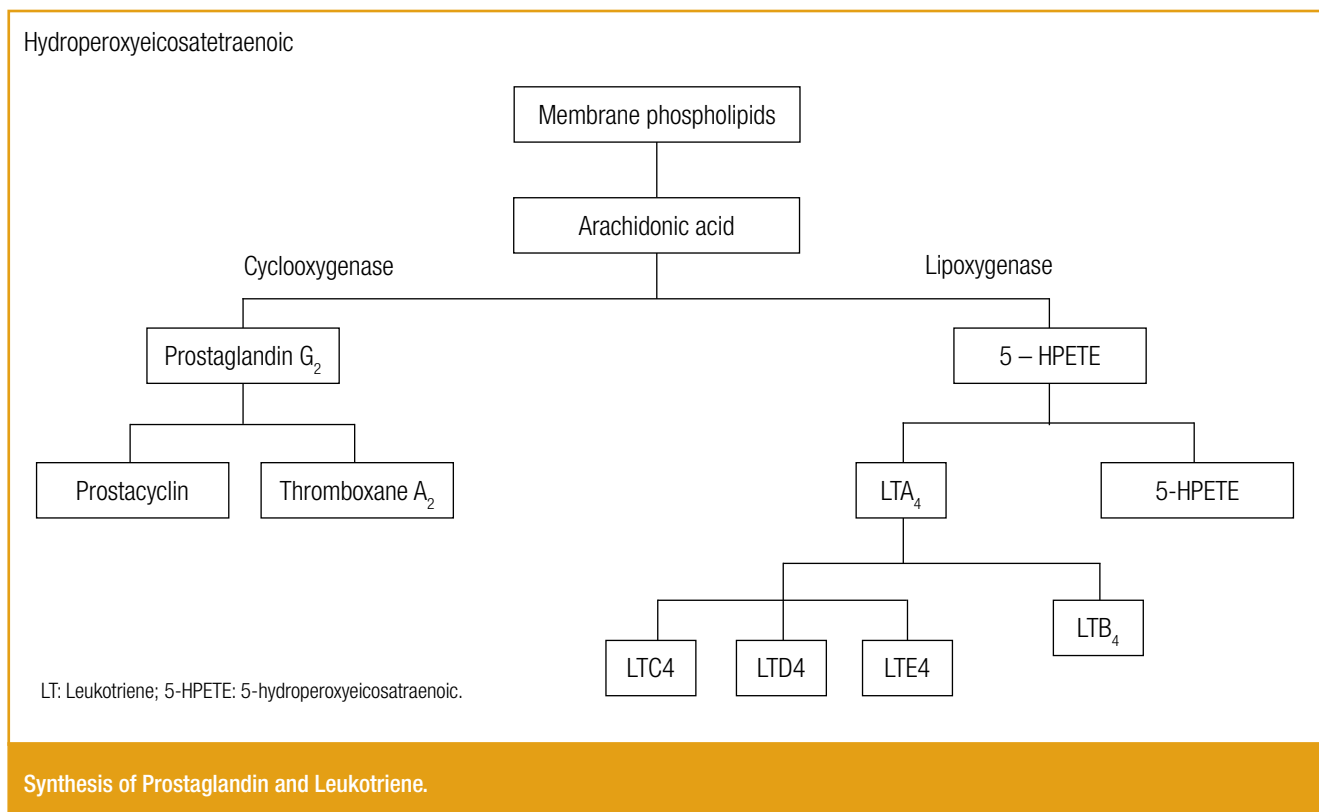 Hydroperoxyeicosatetraenoic
Membrane phospholipids
Arachidonic acid
Cyclooxygenase
Lipoxygenase
Prostaglandin G₂
5 – HPETE
Prostacyclin
Thromboxane A₂
LTA₄
5-HPETE
LTC4
LTD4
LTE4
LTB₄
LT: Leukotriene; 5-HPETE: 5-hydroperoxyeicosatraenoic.
Synthesis of Prostaglandin and Leukotriene.